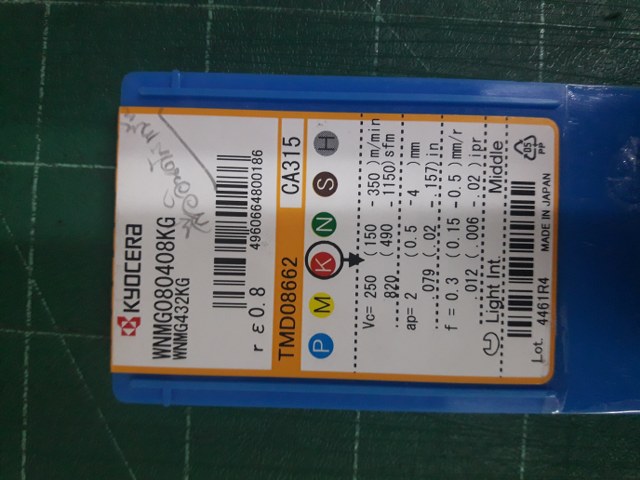 KYOCERA
WNMG080408KG
WNMG432KG
r ε0.8
4960664800186
TMD08662
CA315
P M K N S H
Vc= 250 (150 -350)m/min
820 (490 -1150)sfm
ap= 2 (0.5 -4 )mm
.079 (.02 -.157)in
f = 0.3 (0.15 -0.5)mm/r
.012 (.006 -.02)ipr
Light Int. Middle
Lot. 4461R4 MADE IN JAPAN
05
PP